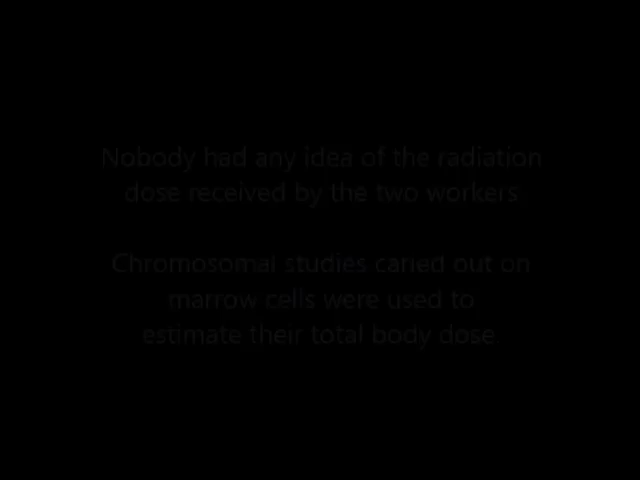 Nobody had any idea of the radiation
dose received by the two workers
Chromosomal studies caried out on
marrow cells were used to
estimate their total body dose